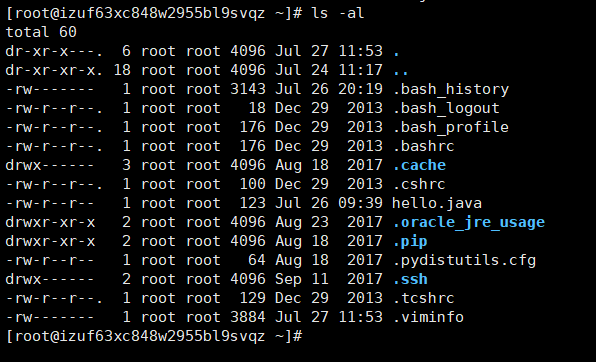 [root@izuf63xc848w2955bl9svqz ~]# ls -al
total 60
dr-xr-x---.  6 root root 4096 Jul 27 11:53 .
dr-xr-xr-x. 18 root root 4096 Jul 24 11:17 ..
-rw-------   1 root root 3143 Jul 26 20:19 .bash_history
-rw-r--r--.  1 root root   18 Dec 29  2013 .bash_logout
-rw-r--r--.  1 root root  176 Dec 29  2013 .bash_profile
-rw-r--r--.  1 root root  176 Dec 29  2013 .bashrc
drwx------   3 root root 4096 Aug 18  2017 .cache
-rw-r--r--.  1 root root  100 Dec 29  2013 .cshrc
-rw-r--r--   1 root root  123 Jul 26 09:39 hello.java
drwxr-xr-x   2 root root 4096 Aug 23  2017 .oracle_jre_usage
drwxr-xr-x   2 root root 4096 Aug 18  2017 .pip
-rw-r--r--   1 root root   64 Aug 18  2017 .pydistutils.cfg
drwx------   2 root root 4096 Sep 11  2017 .ssh
-rw-r--r--.  1 root root  129 Dec 29  2013 .tcshrc
-rw-------   1 root root 3884 Jul 27 11:53 .viminfo
[root@izuf63xc848w2955bl9svqz ~]#